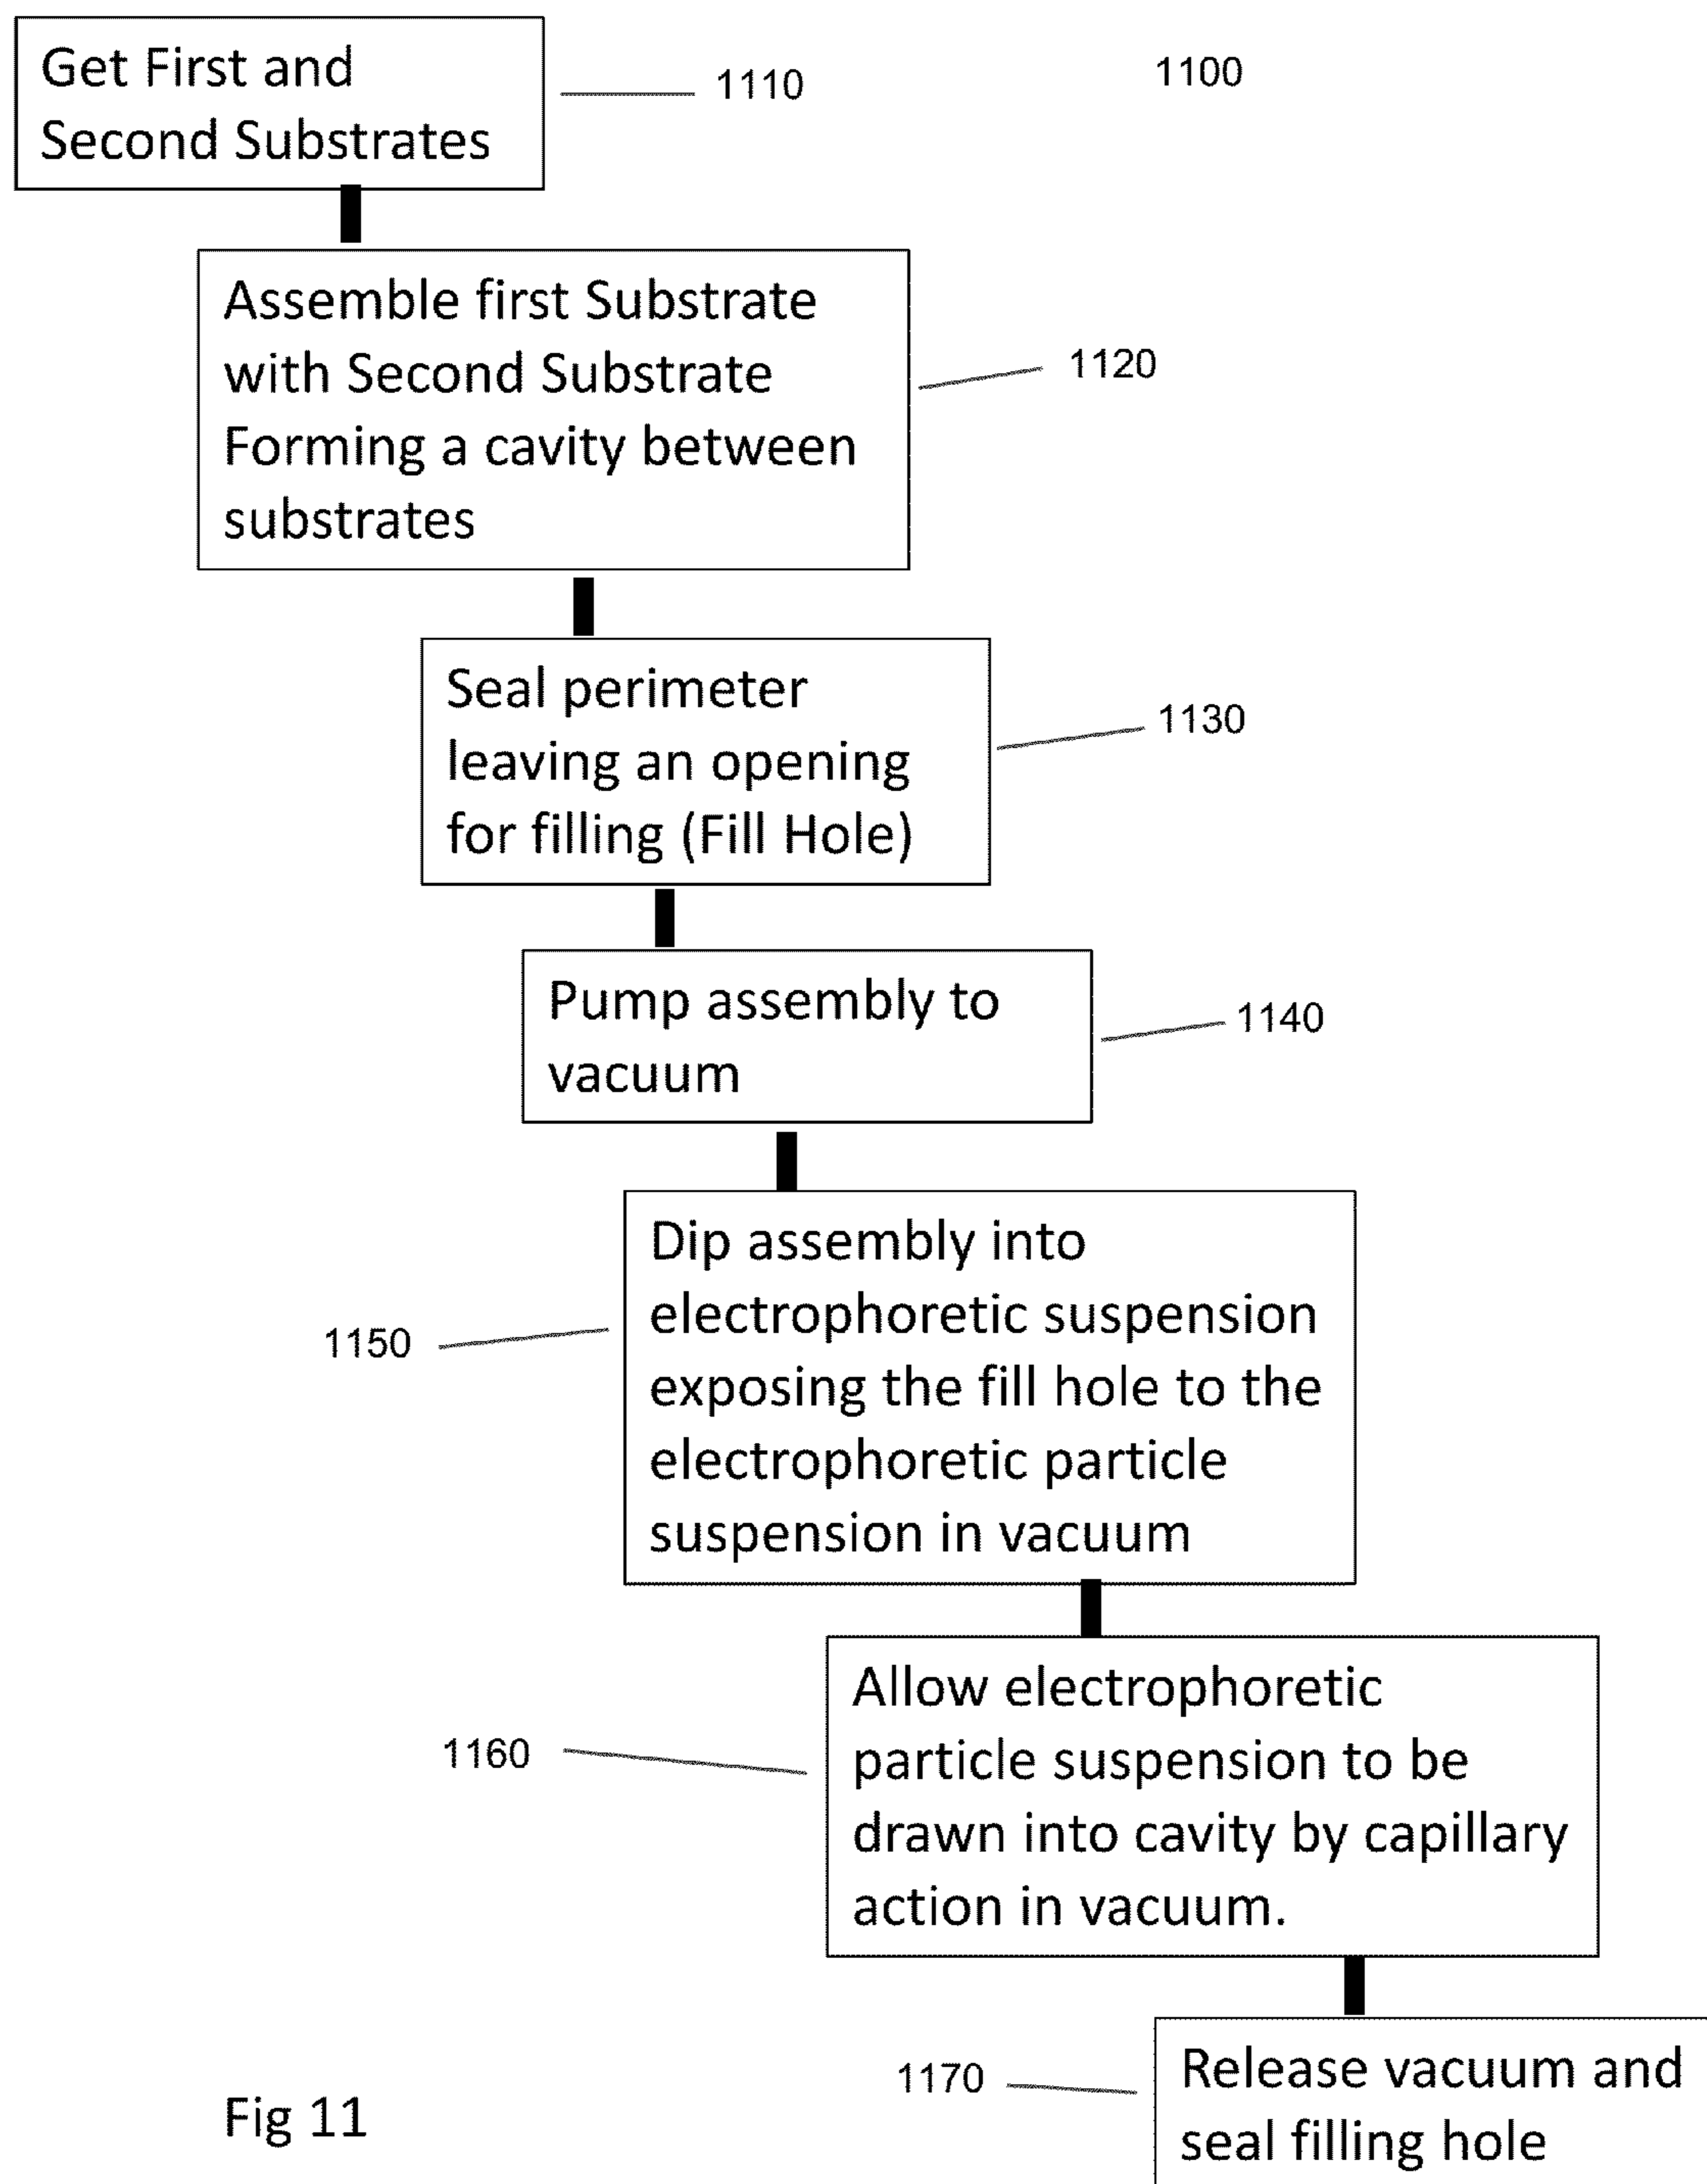 Get First and
Second Substrates
1110
1100
Assemble first Substrate
with Second Substrate
Forming a cavity between
substrates
1120
Seal perimeter
leaving an opening
for filling (Fill Hole)
1130
Pump assembly to
vacuum
1140
Dip assembly into
electrophoretic suspension
exposing the fill hole to the
electrophoretic particle
suspension in vacuum
1150
Allow electrophoretic
particle suspension to be
drawn into cavity by capillary
action in vacuum.
1160
Release vacuum and
seal filling hole
1170
Fig 11